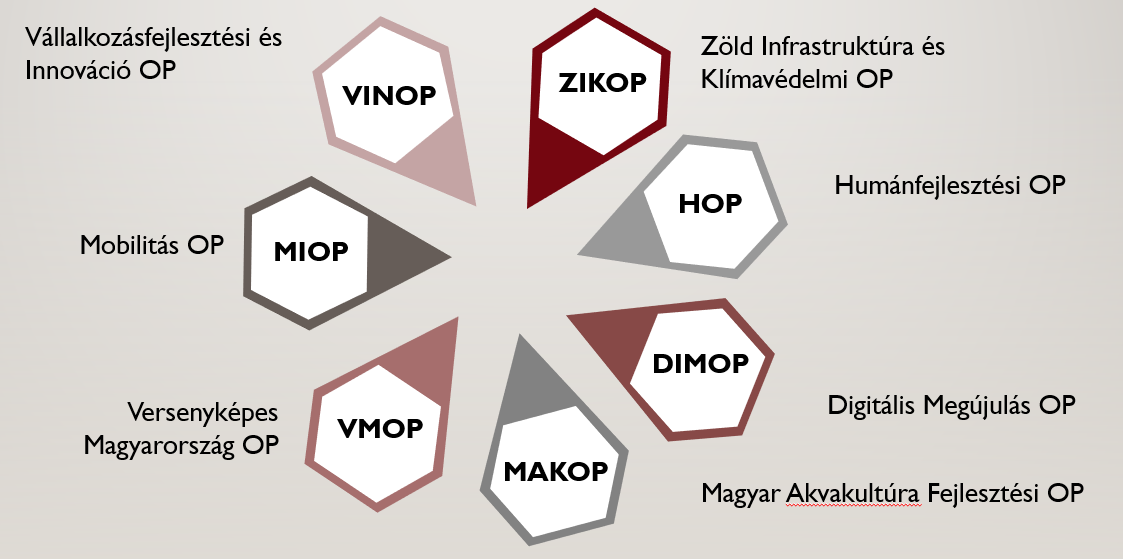 Vállalkozásfejlesztési és
Innováció OP
VINOP
ZIKOP
Zöld Infrastruktúra és
Klímavédelmi OP
HOP
Humánfejlesztési OP
Mobilitás OP
MIOP
DIMOP
Digitális Megújulás OP
Versenyképes
Magyarország OP
VMOP
MAKOP
Magyar Akvakultúra Fejlesztési OP